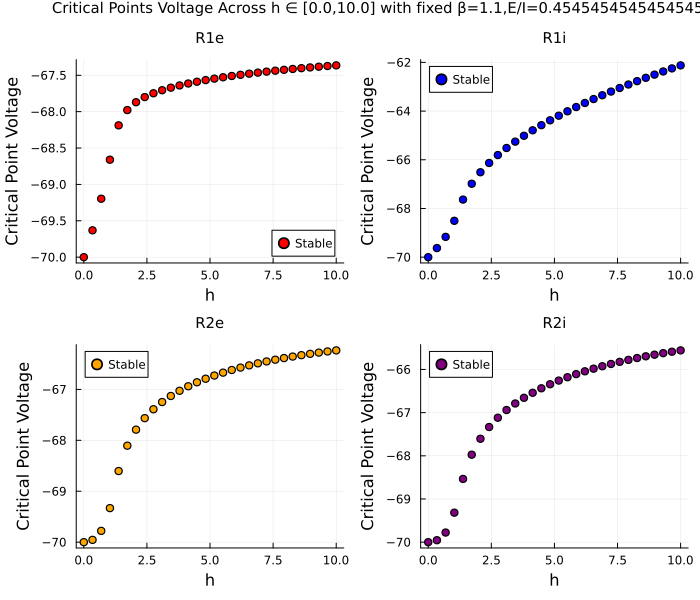 Critical Points Voltage Across h ∈ [0.0,10.0] with fixed β=1.1,E/I=0.4545454545454545
R1e
Critical Point Voltage
−67.5
−68.0
−68.5
−69.0
−69.5
−70.0
Stable
0.0 2.5 5.0 7.5 10.0
h
R1i
Critical Point Voltage
−62
−64
−66
−68
−70
Stable
0.0 2.5 5.0 7.5 10.0
h
R2e
Critical Point Voltage
−67
−68
−69
−70
Stable
0.0 2.5 5.0 7.5 10.0
h
R2i
Critical Point Voltage
−66
−67
−68
−69
−70
Stable
0.0 2.5 5.0 7.5 10.0
h